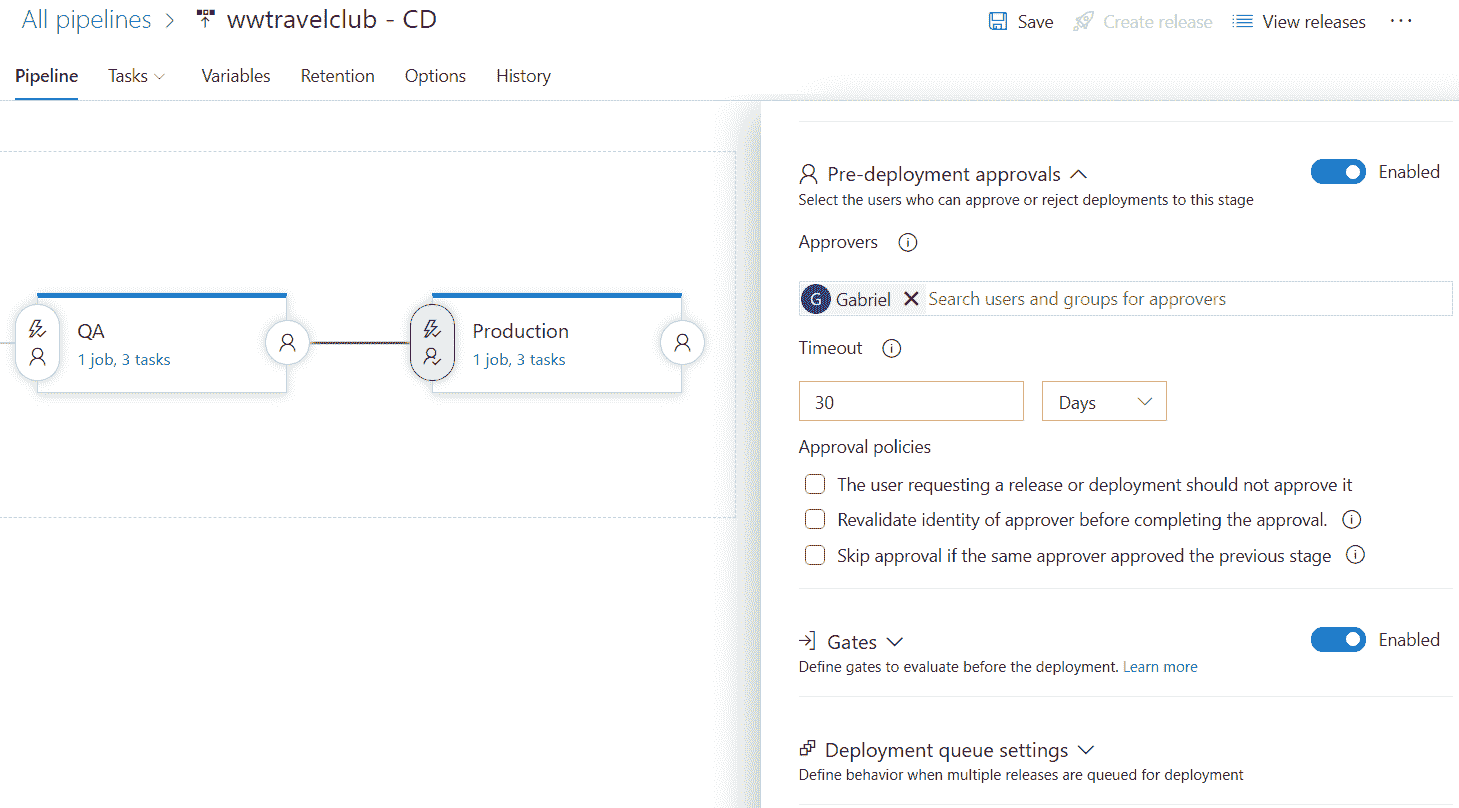 All pipelines > wwtravelclub - CD
Save Create release View releases ...
Pipeline Tasks Variables Retention Options History
QA
1 job, 3 tasks
Production
1 job, 3 tasks
Pre-deployment approvals Enabled
Select the users who can approve or reject deployments to this stage
Approvers
G Gabriel Search users and groups for approvers
Timeout
30 Days
Approval policies
The user requesting a release or deployment should not approve it
Revalidate identity of approver before completing the approval.
Skip approval if the same approver approved the previous stage
Gates Enabled
Define gates to evaluate before the deployment. Learn more
Deployment queue settings
Define behavior when multiple releases are queued for deployment